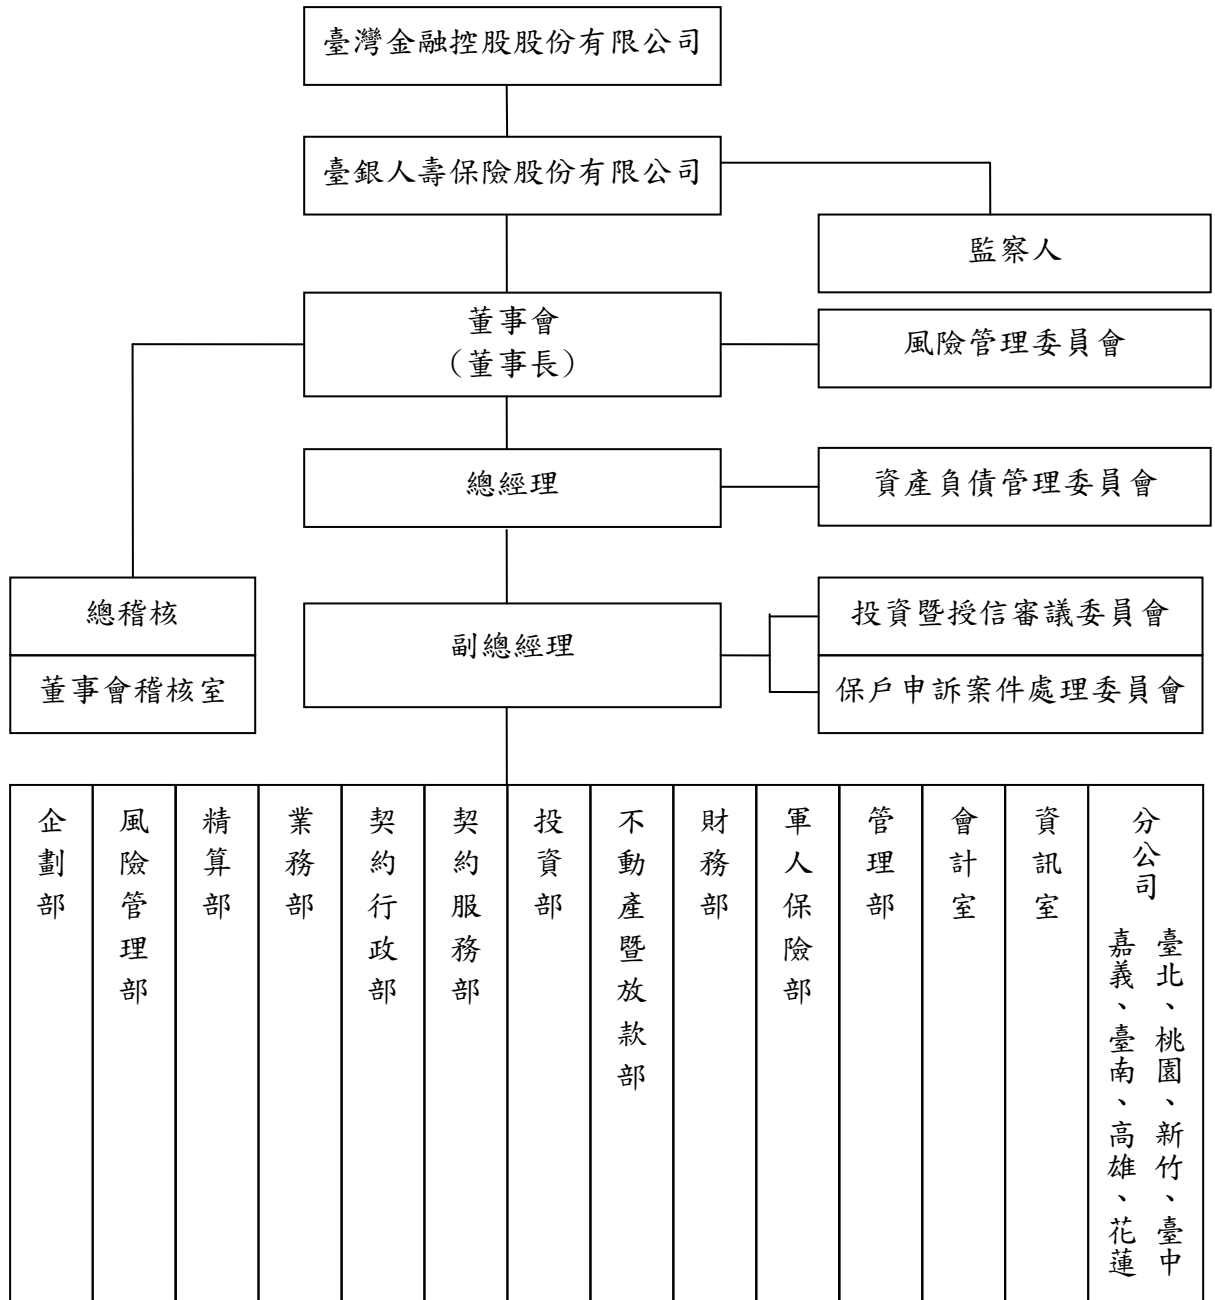 臺灣金融控股股份有限公司
臺銀人壽保險股份有限公司
監察人
董事會
（董事長）
風險管理委員會
總經理
資產負債管理委員會
總稽核
董事會稽核室
副總經理
投資暨授信審議委員會
保戶申訴案件處理委員會
企劃部
風險管理部
精算部
業務部
契約行政部
契約服務部
投資部
不動產暨放款部
財務部
軍人保險部
管理部
會計室
資訊室
分公司
臺北、桃園、新竹、臺中
嘉義、臺南、高雄、花蓮